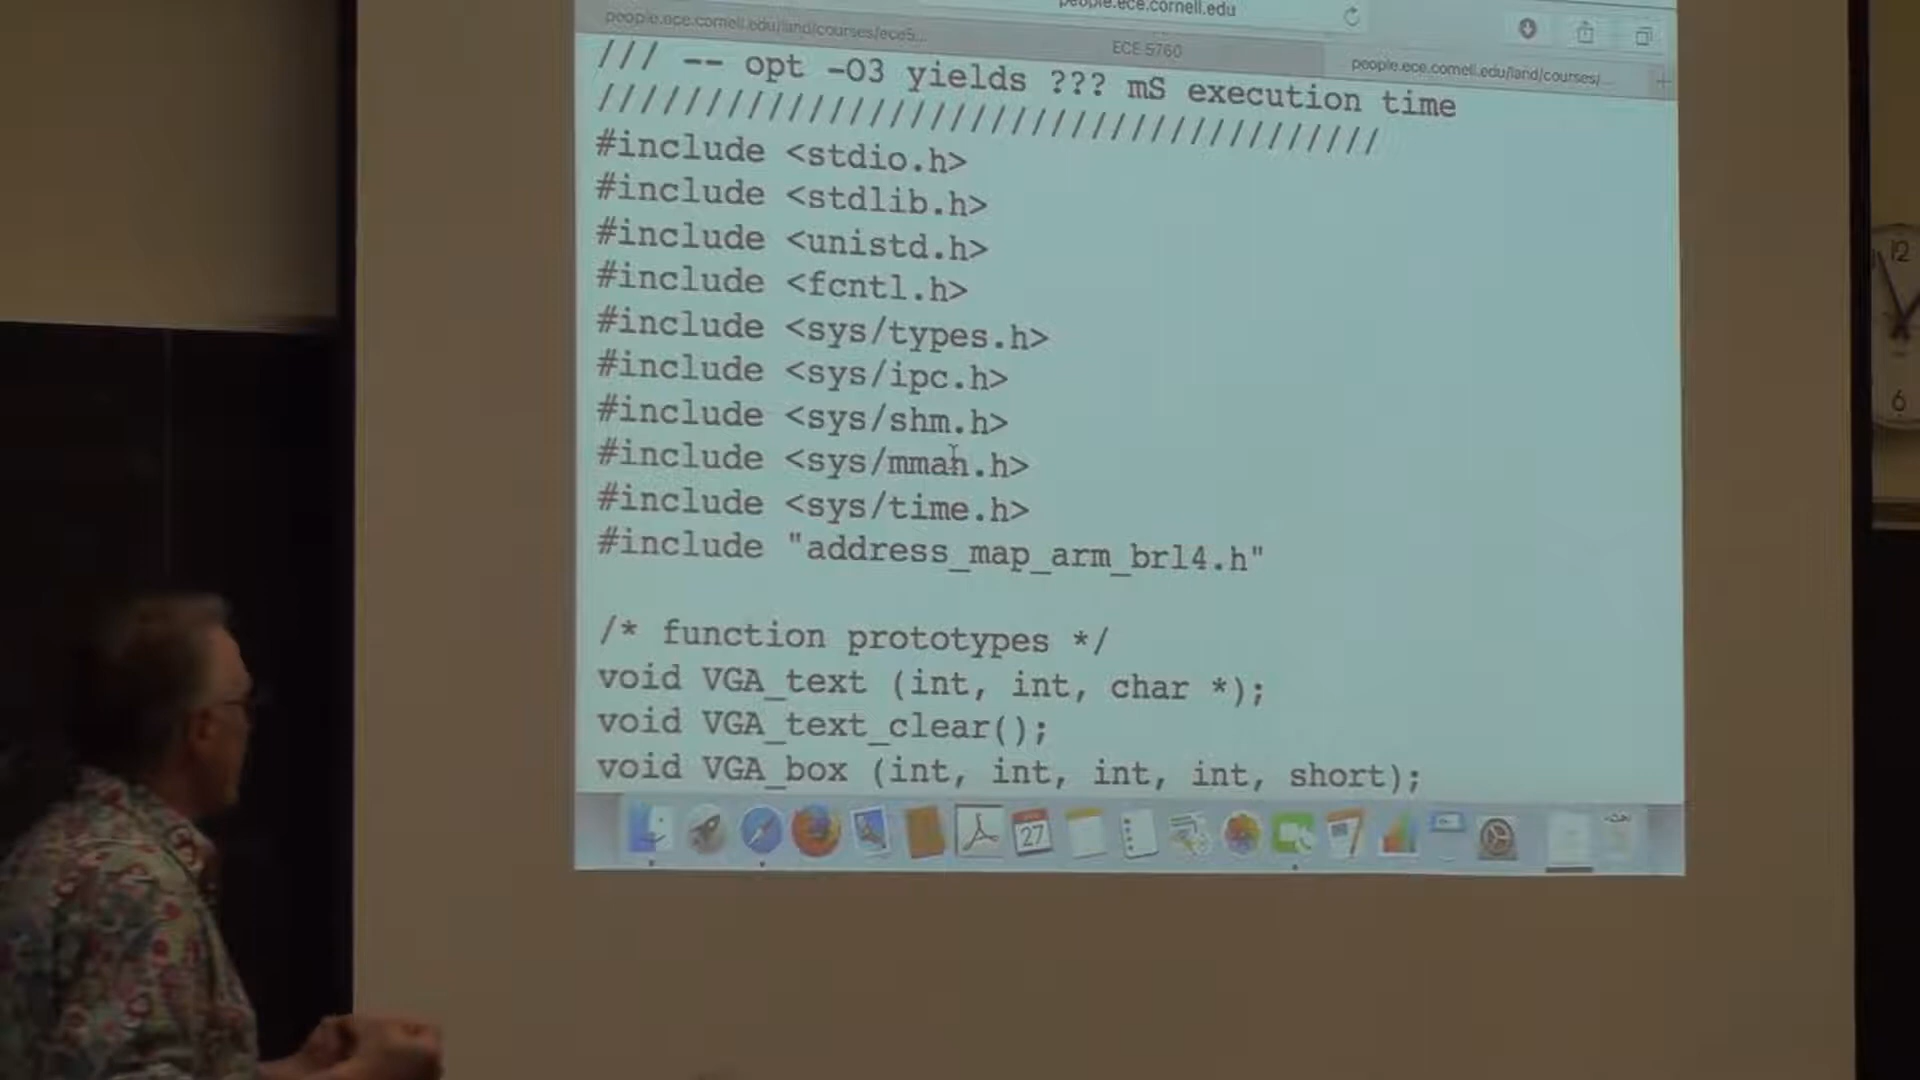 people.ece.cornell.edu
people.ece.cornell.edu/land/courses/ece5...
ECE 5760
people.ece.cornell.edu/land/courses/...
/// -- opt -O3 yields ??? mS execution time
/////////////////////////////////////
#include <stdio.h>
#include <stdlib.h>
#include <unistd.h>
#include <fcntl.h>
#include <sys/types.h>
#include <sys/ipc.h>
#include <sys/shm.h>
#include <sys/mman.h>
#include <sys/time.h>
#include "address_map_arm_brl4.h"
/* function prototypes */
void VGA_text (int, int, char *);
void VGA_text_clear();
void VGA_box (int, int, int, int, short);
27
12
6